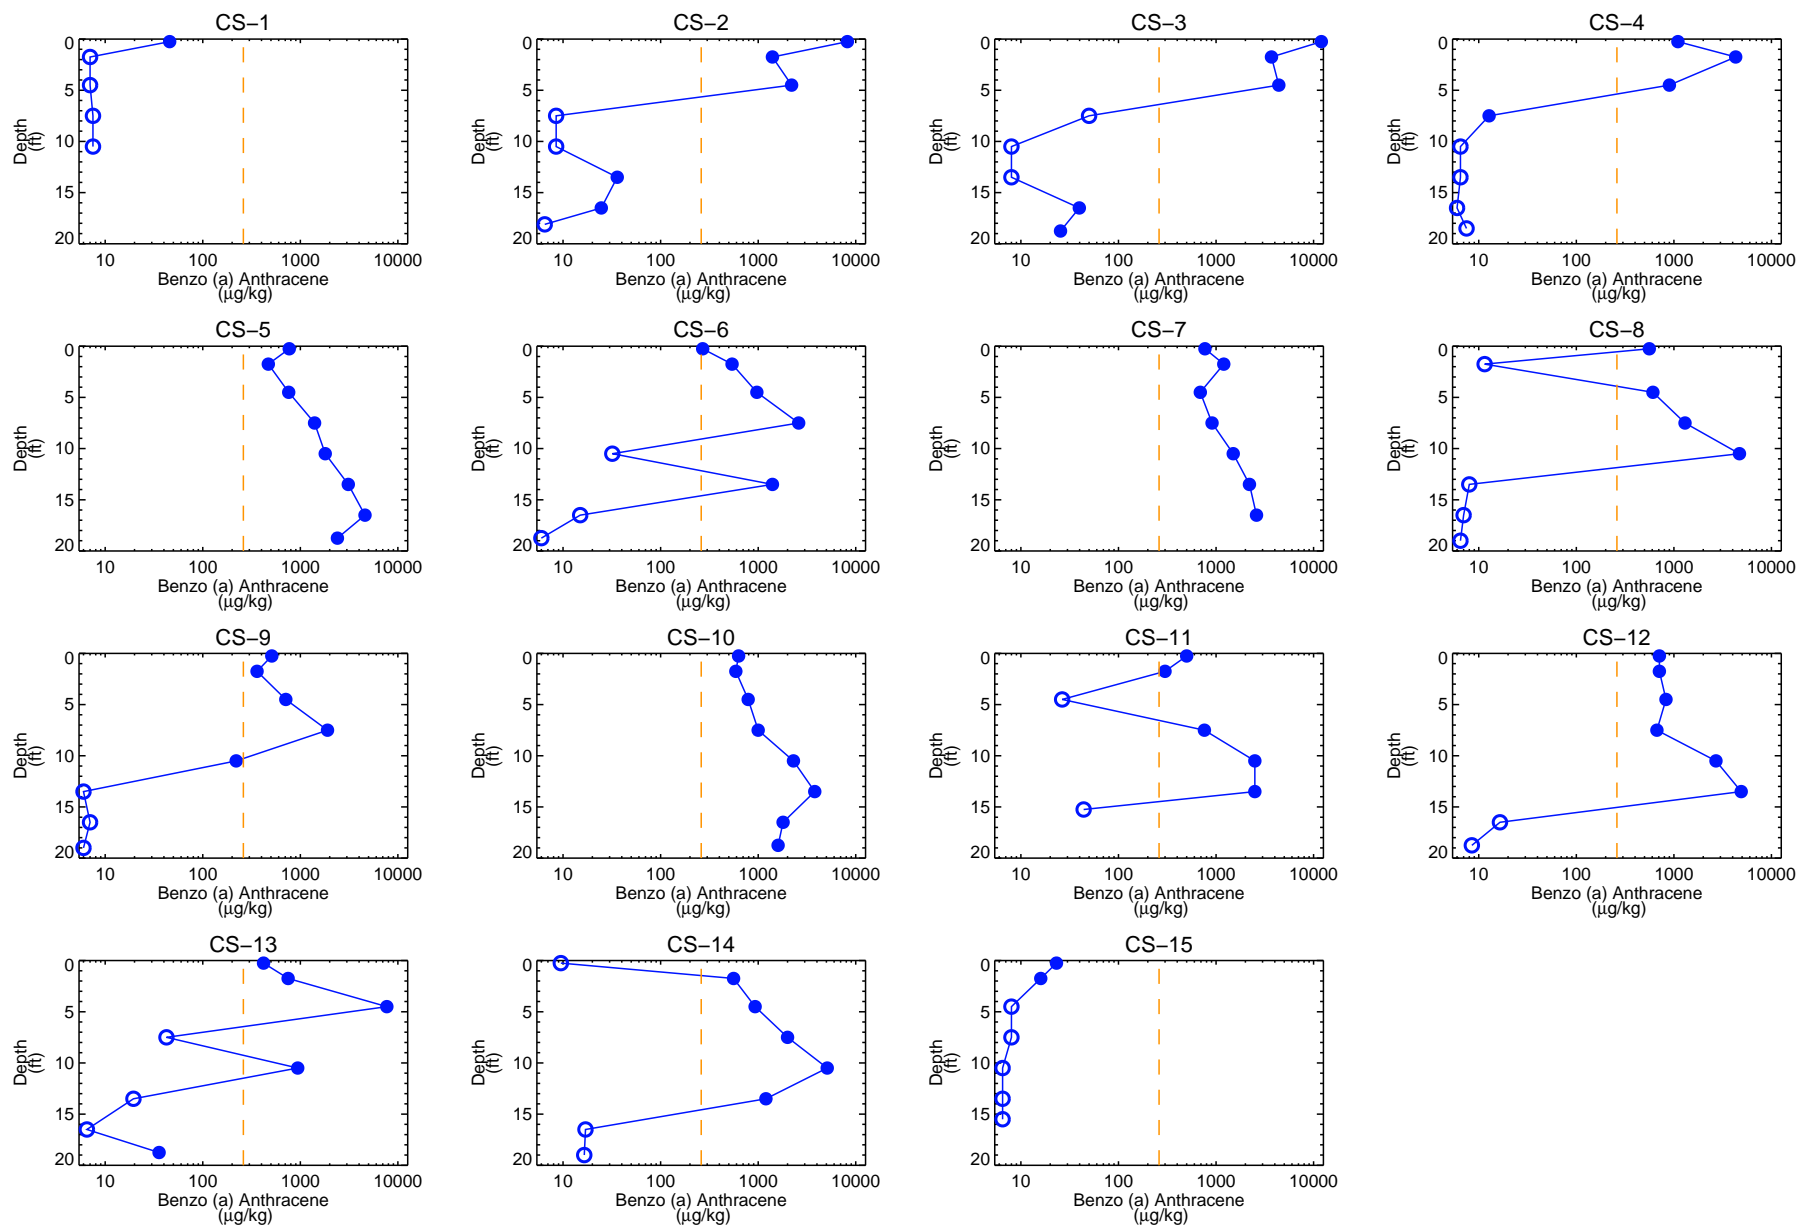 CS−1
0
5
10
15
20
Depth
(ft)
10 100 1000 10000
Benzo (a) Anthracene
(μg/kg)
CS−2
0
5
10
15
20
Depth
(ft)
10 100 1000 10000
Benzo (a) Anthracene
(μg/kg)
CS−3
0
5
10
15
20
Depth
(ft)
10 100 1000 10000
Benzo (a) Anthracene
(μg/kg)
CS−4
0
5
10
15
20
Depth
(ft)
10 100 1000 10000
Benzo (a) Anthracene
(μg/kg)
CS−5
0
5
10
15
20
Depth
(ft)
10 100 1000 10000
Benzo (a) Anthracene
(μg/kg)
CS−6
0
5
10
15
20
Depth
(ft)
10 100 1000 10000
Benzo (a) Anthracene
(μg/kg)
CS−7
0
5
10
15
20
Depth
(ft)
10 100 1000 10000
Benzo (a) Anthracene
(μg/kg)
CS−8
0
5
10
15
20
Depth
(ft)
10 100 1000 10000
Benzo (a) Anthracene
(μg/kg)
CS−9
0
5
10
15
20
Depth
(ft)
10 100 1000 10000
Benzo (a) Anthracene
(μg/kg)
CS−10
0
5
10
15
20
Depth
(ft)
10 100 1000 10000
Benzo (a) Anthracene
(μg/kg)
CS−11
0
5
10
15
20
Depth
(ft)
10 100 1000 10000
Benzo (a) Anthracene
(μg/kg)
CS−12
0
5
10
15
20
Depth
(ft)
10 100 1000 10000
Benzo (a) Anthracene
(μg/kg)
CS−13
0
5
10
15
20
Depth
(ft)
10 100 1000 10000
Benzo (a) Anthracene
(μg/kg)
CS−14
0
5
10
15
20
Depth
(ft)
10 100 1000 10000
Benzo (a) Anthracene
(μg/kg)
CS−15
0
5
10
15
20
Depth
(ft)
10 100 1000 10000
Benzo (a) Anthracene
(μg/kg)